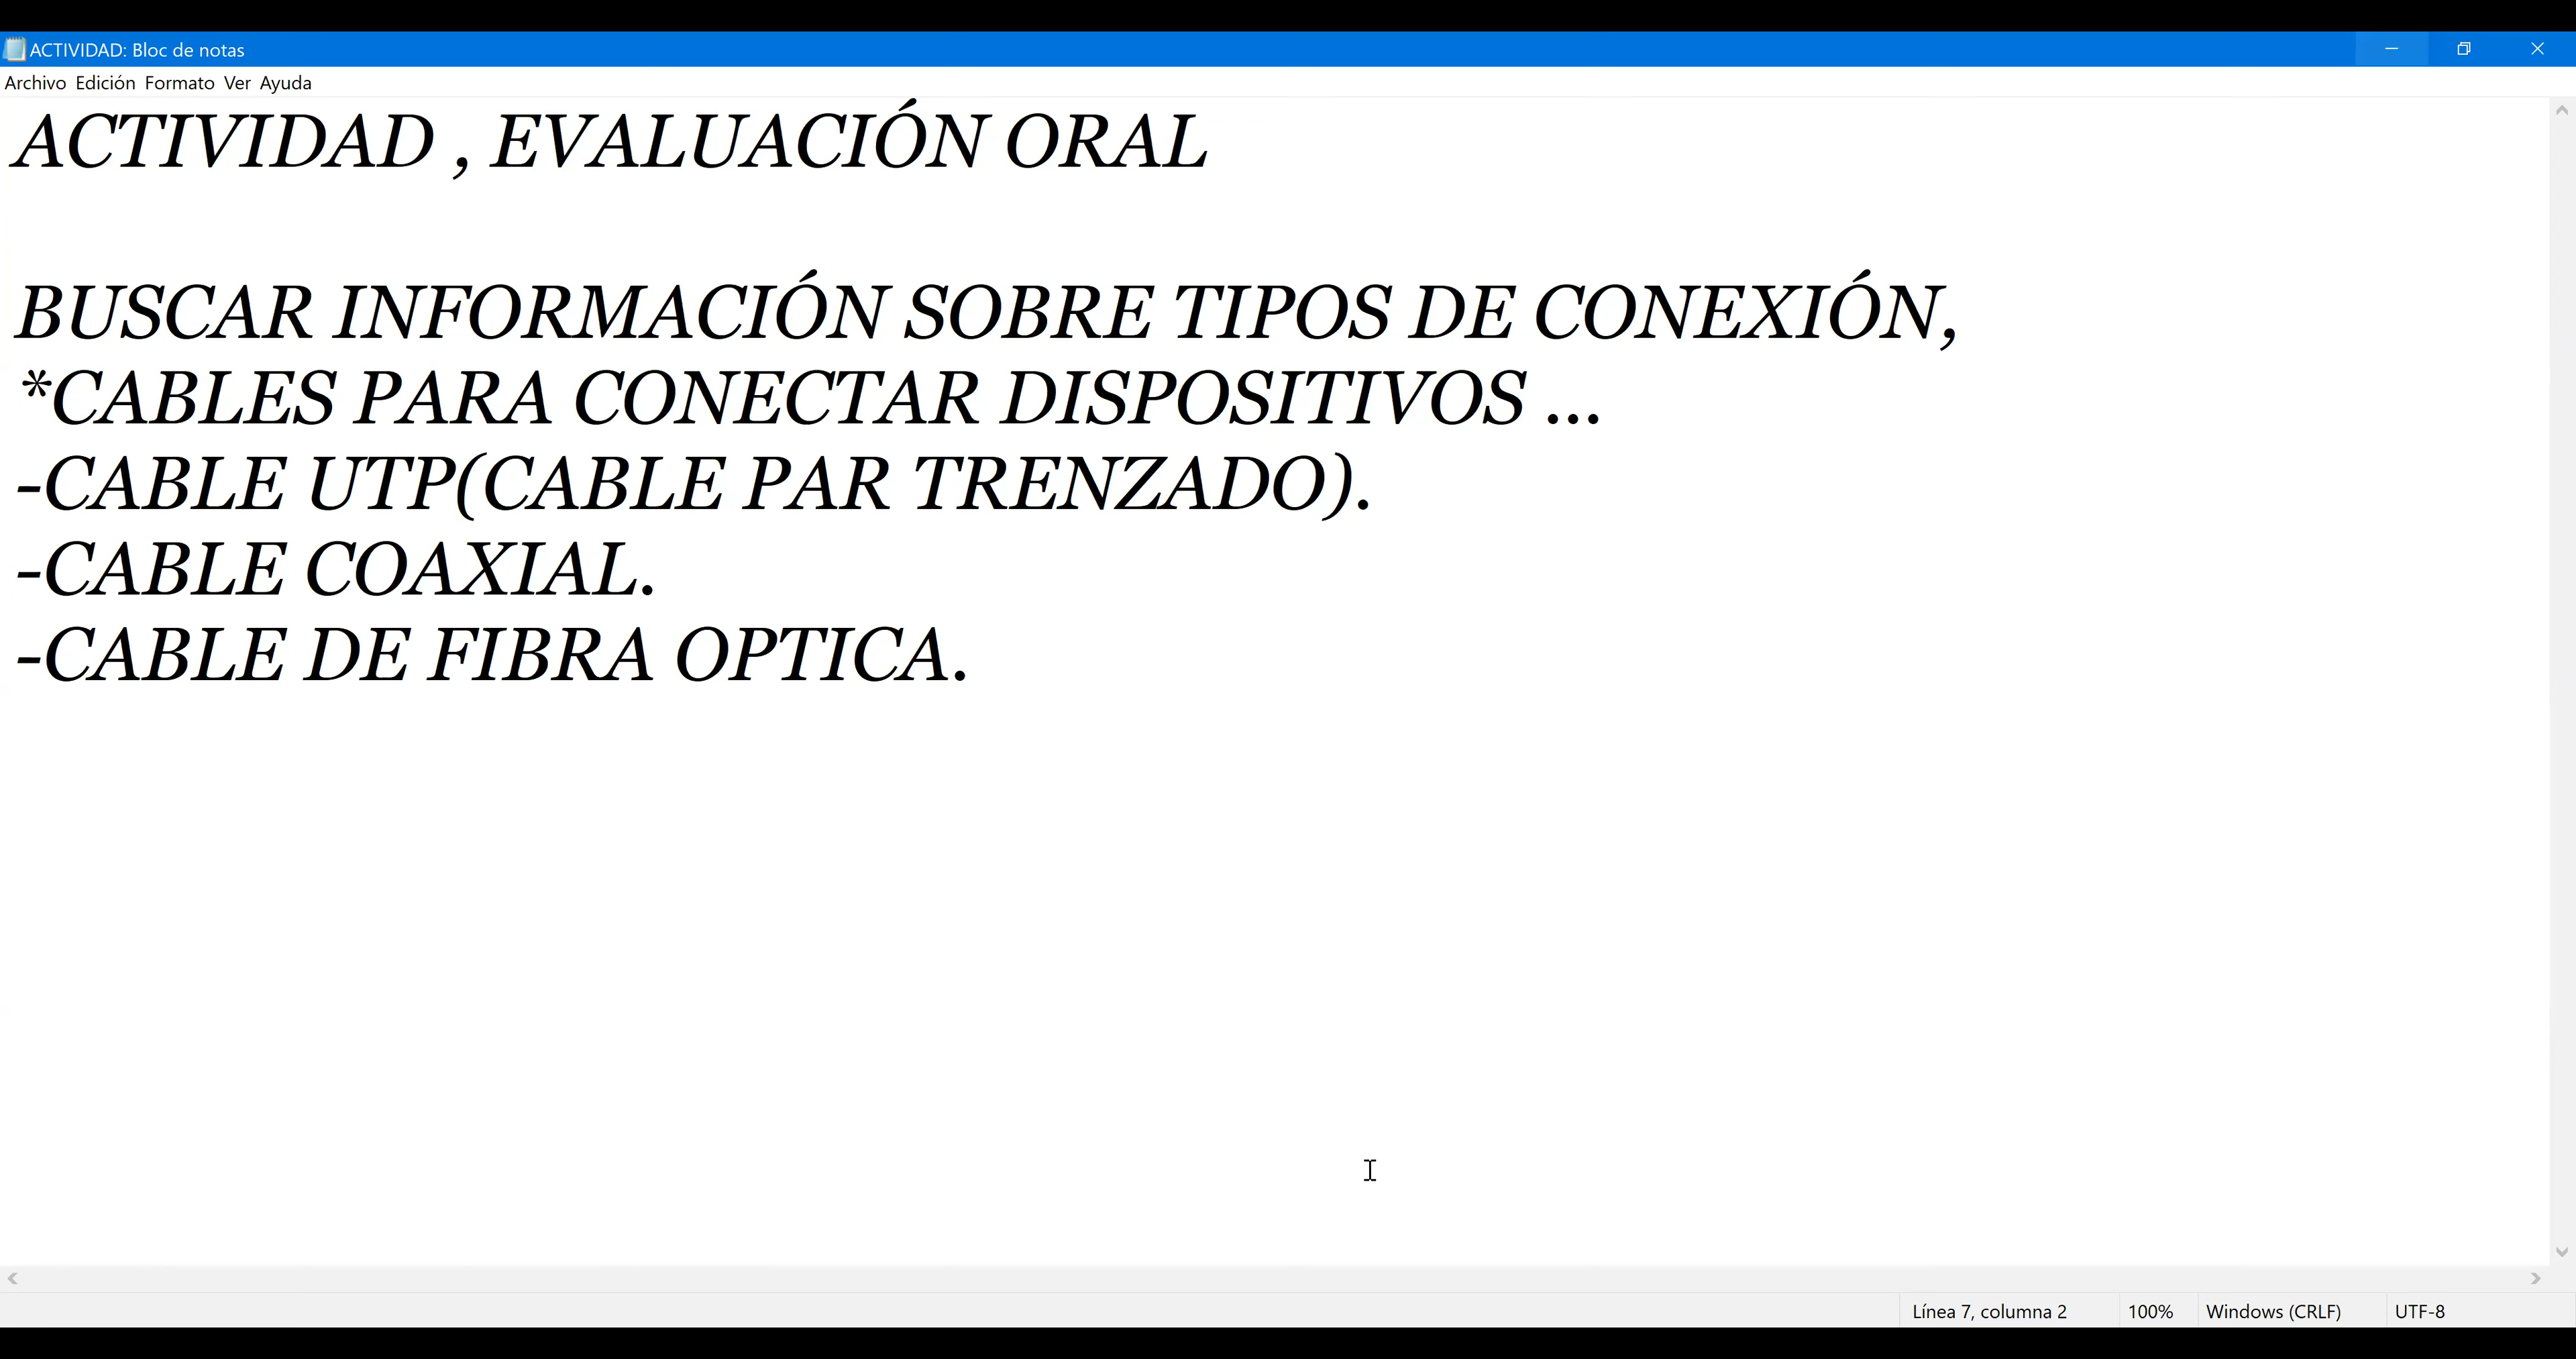 ACTIVIDAD: Bloc de notas
Archivo Edición Formato Ver Ayuda
ACTIVIDAD , EVALUACIÓN ORAL
BUSCAR INFORMACIÓN SOBRE TIPOS DE CONEXIÓN,
*CABLES PARA CONECTAR DISPOSITIVOS ...
-CABLE UTP(CABLE PAR TRENZADO).
-CABLE COAXIAL.
-CABLE DE FIBRA OPTICA.
Línea 7, columna 2 100% Windows (CRLF) UTF-8